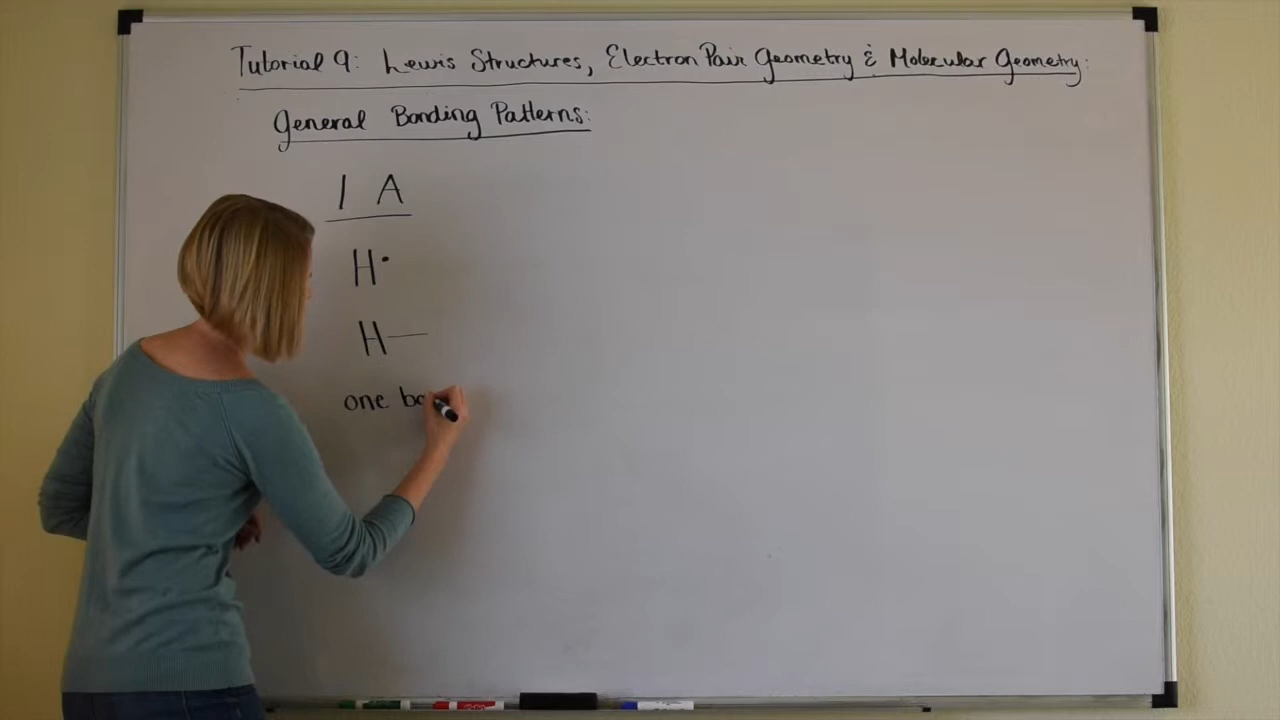 Tutorial 9: Lewis Structures, Electron Pair Geometry & Molecular Geometry:
General Bonding Patterns:
1 A
H•
H—
one bo